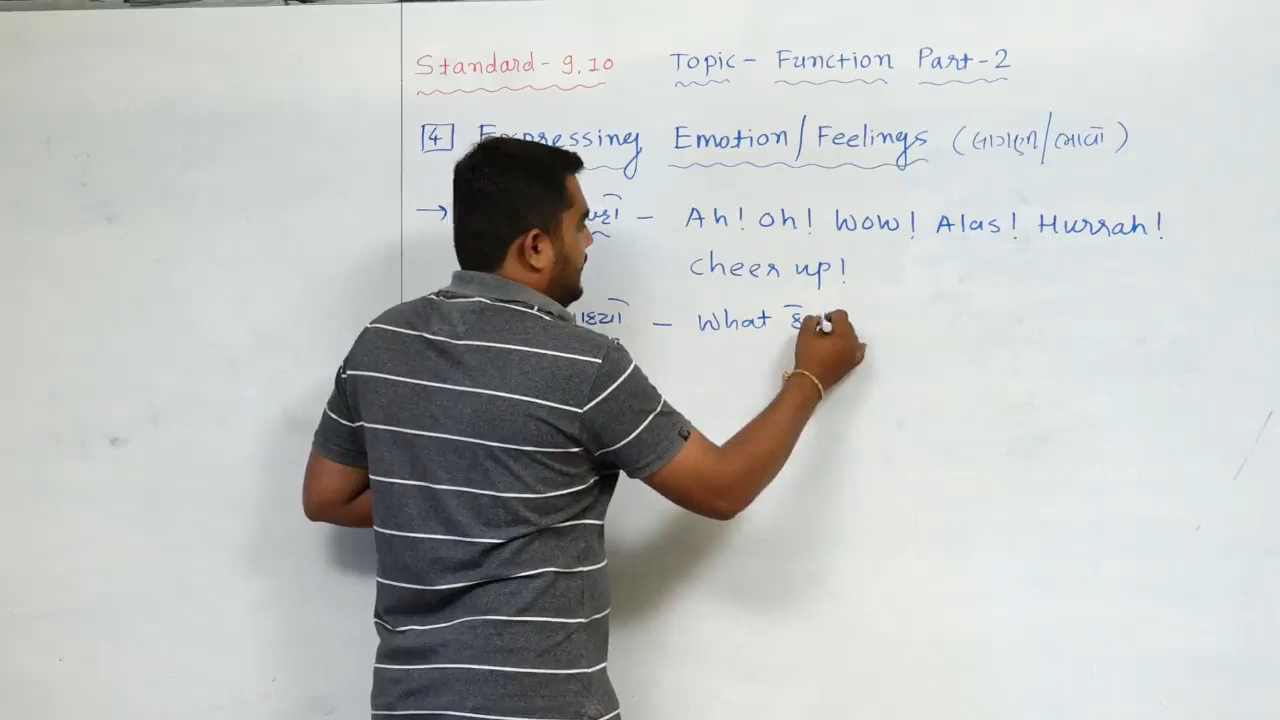 Standard - 9, 10 Topic - Function Part - 2
4 Expressing Emotion / Feelings (લાગણી / ભાવો)
→ - Ah! Oh! Wow! Alas! Hurrah!
cheer up!
- What